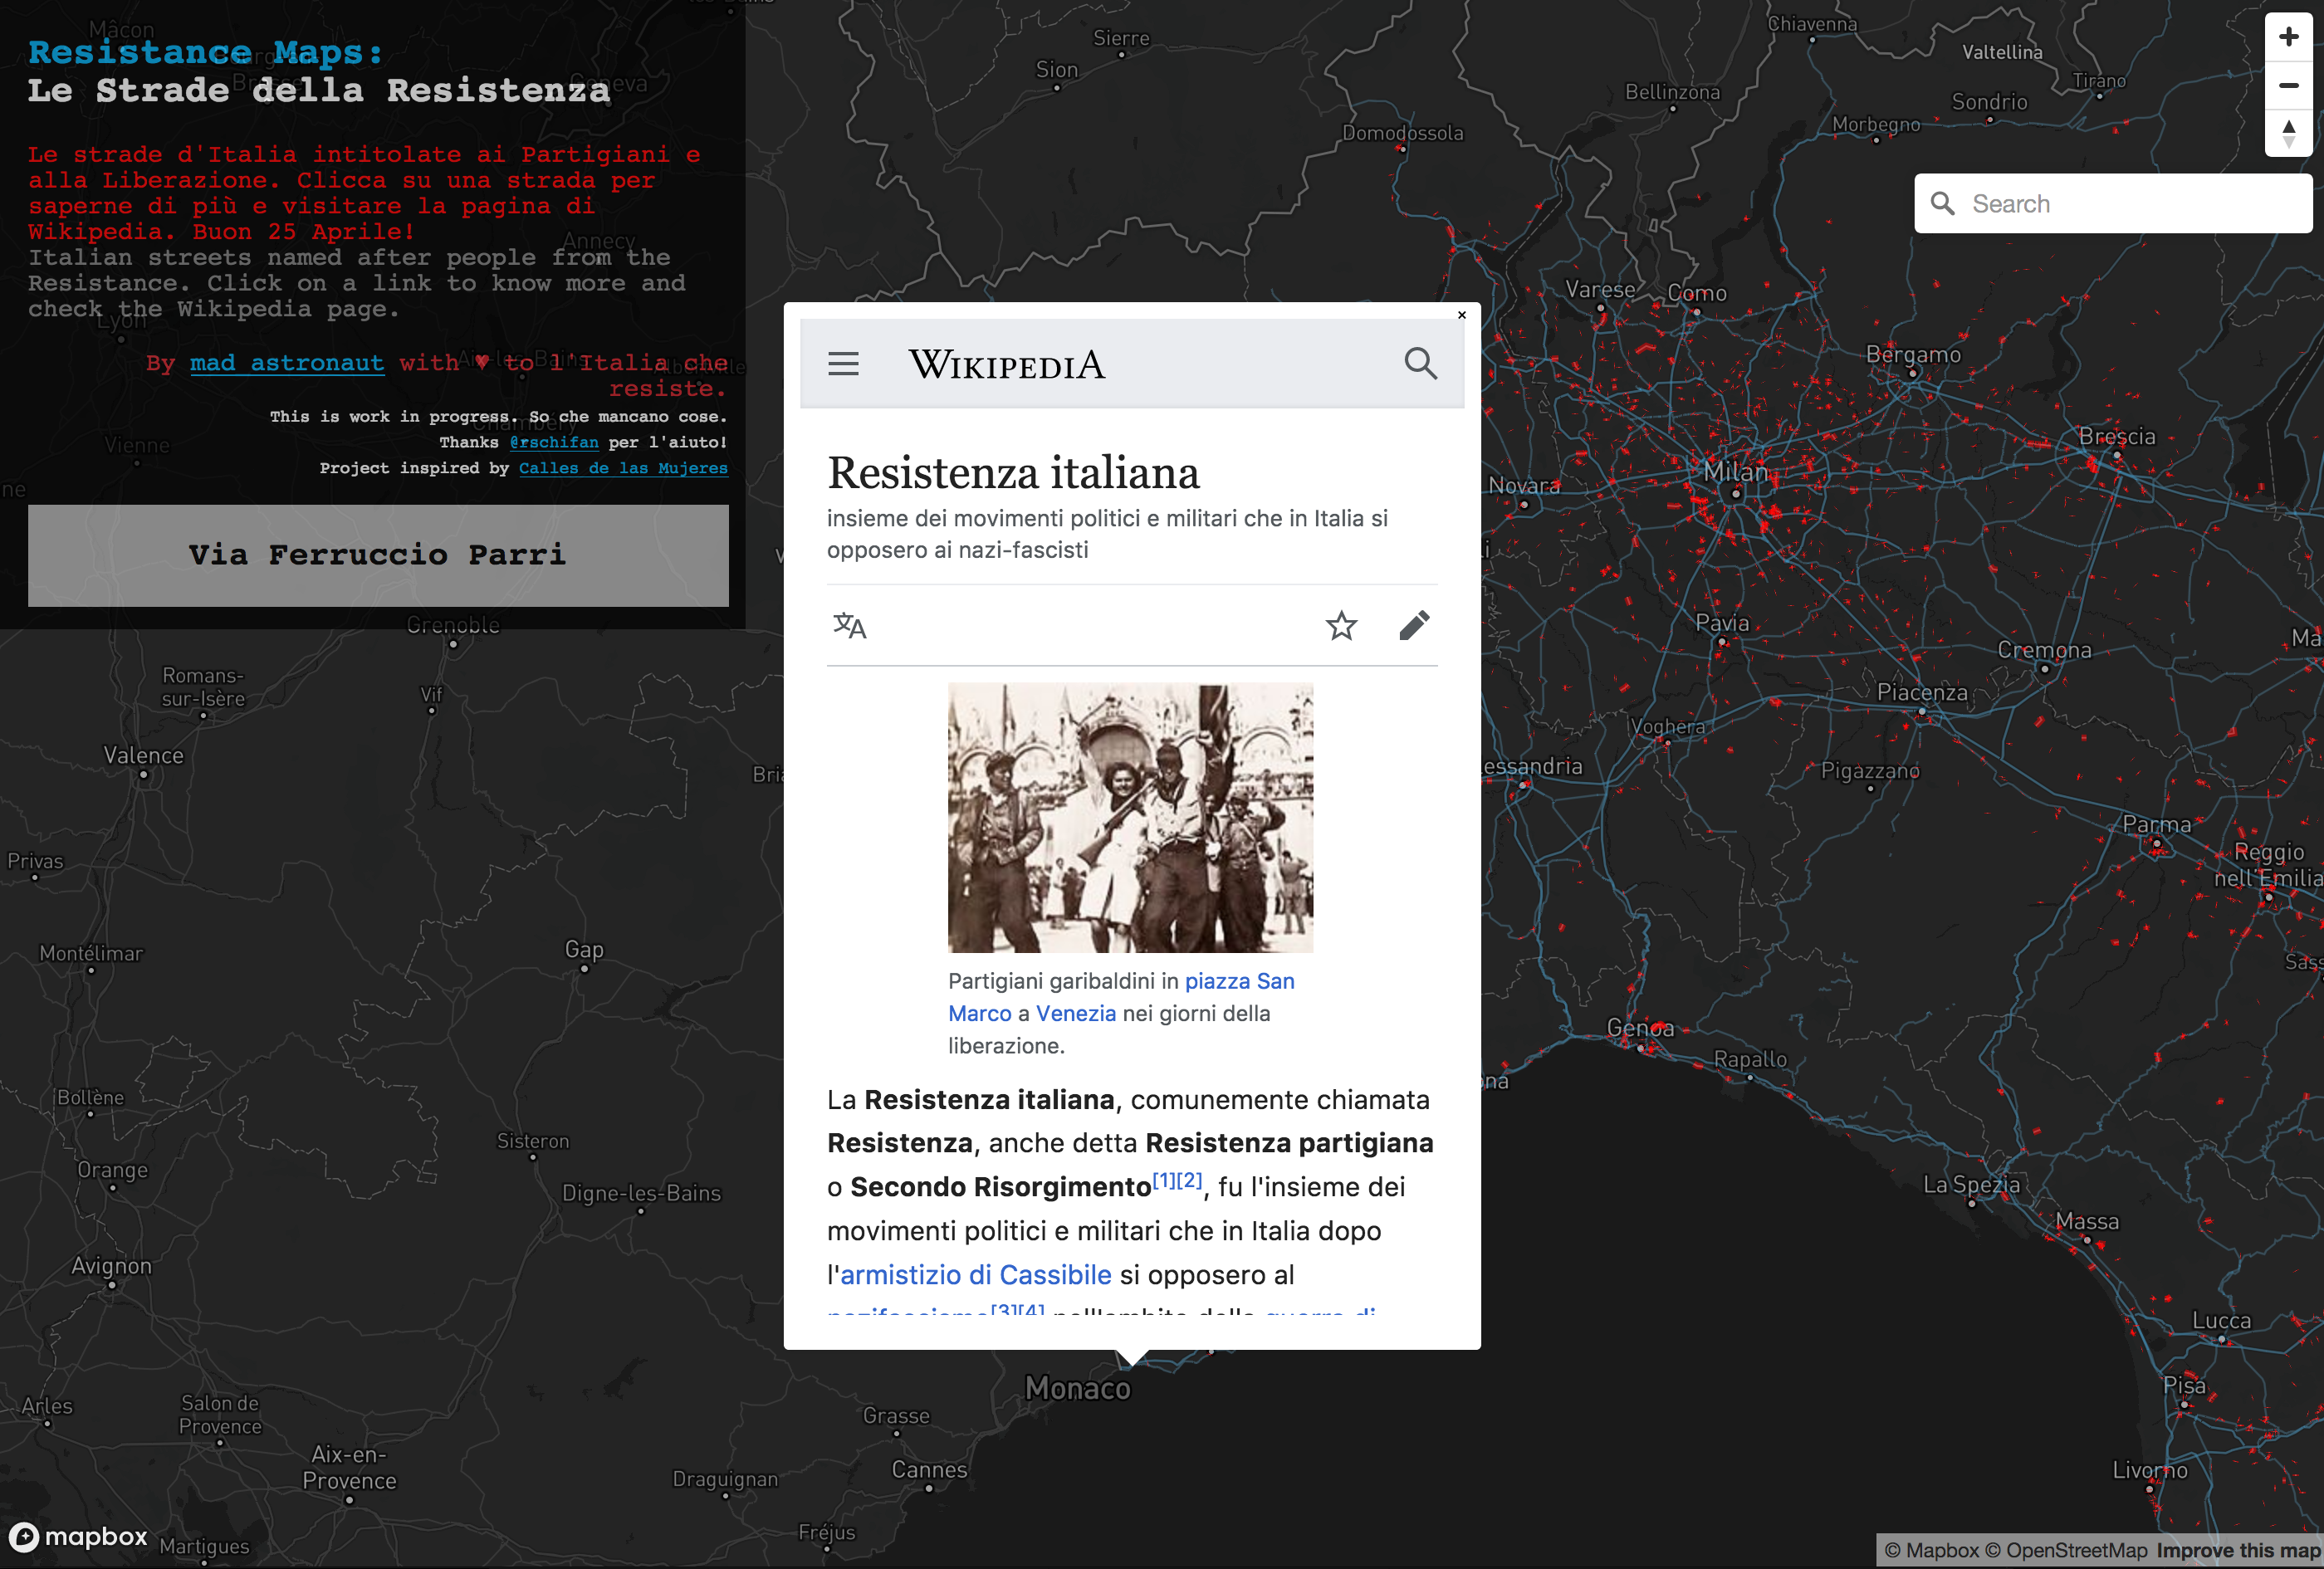 Resistance Maps:
Le Strade della Resistenza
Le strade d'Italia intitolate ai Partigiani e
alla Liberazione. Clicca su una strada per
saperne di più e visitare la pagina di
Wikipedia. Buon 25 Aprile!
Italian streets named after people from the
Resistance. Click on a link to know more and
check the Wikipedia page.
By mad astronaut with ♥ to l'Italia che
resiste.
This is work in progress. So che mancano cose.
Thanks @rschifan per l'aiuto!
Project inspired by Calles de las Mujeres
Via Ferruccio Parri
WIKIPEDIA
Resistenza italiana
insieme dei movimenti politici e militari che in Italia si
opposero ai nazi-fascisti
Partigiani garibaldini in piazza San
Marco a Venezia nei giorni della
liberazione.
La Resistenza italiana, comunemente chiamata
Resistenza, anche detta Resistenza partigiana
o Secondo Risorgimento[1][2], fu l'insieme dei
movimenti politici e militari che in Italia dopo
l'armistizio di Cassibile si opposero al
Search
Mâcon
Geneva
Annecy
Lyon
Aix-les-Bains
Albertville
Chambéry
Vienne
Sierre
Sion
Chiavenna
Valtellina
Tirano
Bellinzona
Sondrio
Morbegno
Domodossola
Varese
Como
Bergamo
Brescia
Milan
Novara
Pavia
Cremona
Piacenza
Voghera
essandria
Pigazzano
Parma
Reggio
nell'Emilia
Sass
Genoa
Rapallo
na
La Spezia
Massa
Lucca
Pisa
Livorno
Grenoble
Romans-
sur-Isère
Vif
Valence
Bria
Privas
Montélimar
Gap
Bollène
Sisteron
Orange
Digne-les-Bains
Avignon
Monaco
Arles
Salon de
Provence
Grasse
Aix-en-
Provence
Cannes
Draguignan
Fréjus
Martigues
mapbox
© Mapbox © OpenStreetMap Improve this map